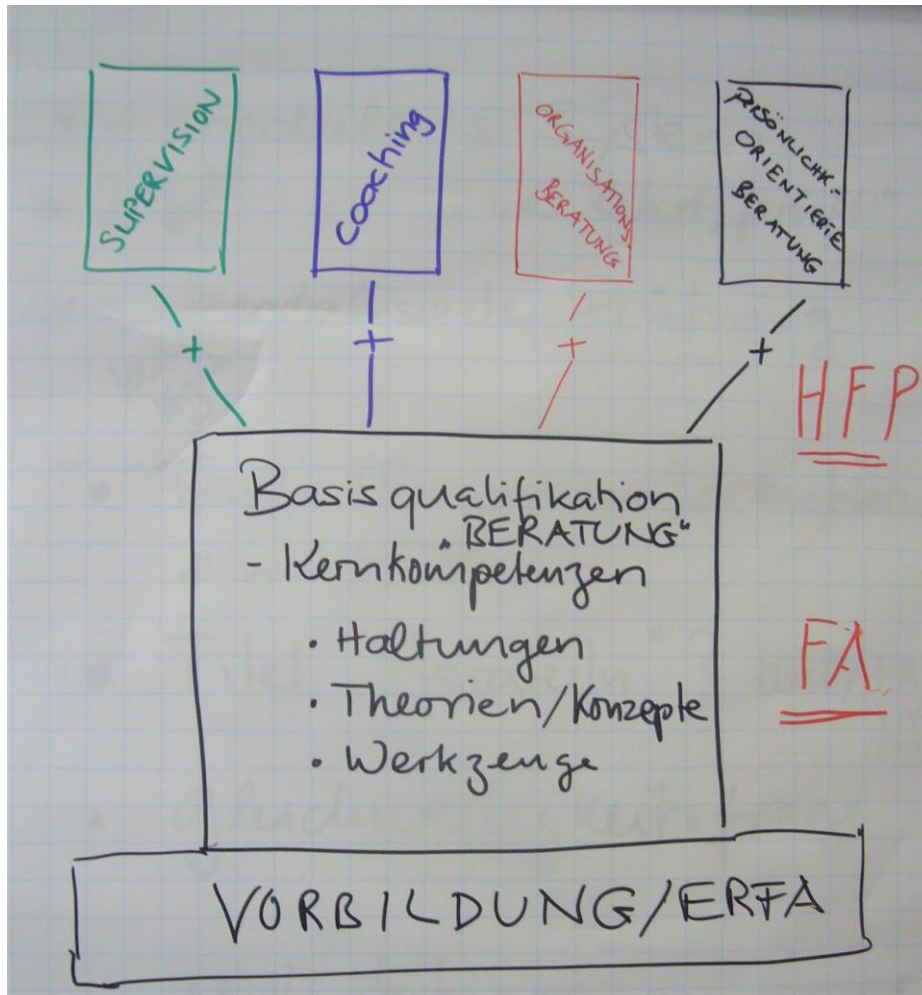 SUPERVISION
Coaching
ORGANISATIONS-
BERATUNG
PERSÖNLICHK.-
ORIENTIERTE
BERATUNG
+ + + +
HFP
Basisqualifikation
"BERATUNG"
- Kernkompetenzen
• Haltungen
FA
• Theorien/Konzepte
• Werkzeuge
VORBILDUNG/ERFA